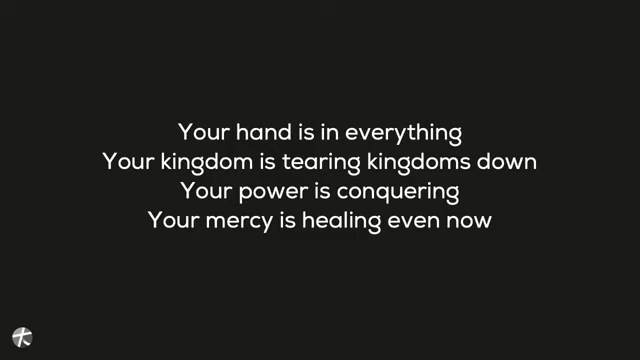 Your hand is in everything
Your kingdom is tearing kingdoms down
Your power is conquering
Your mercy is healing even now